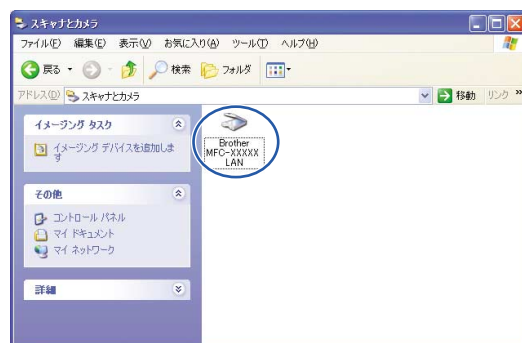 スキャナとカメラ
ファイル(F) 編集(E) 表示(V) お気に入り(A) ツール(T) ヘルプ(H)
戻る 検索 フォルダ
アドレス(D) スキャナとカメラ 移動 リンク »
イメージング タスク
イメージング デバイスを追加しま
す
その他
コントロール パネル
マイ ドキュメント
マイ ネットワーク
詳細
Brother
MFC-XXXXX
LAN